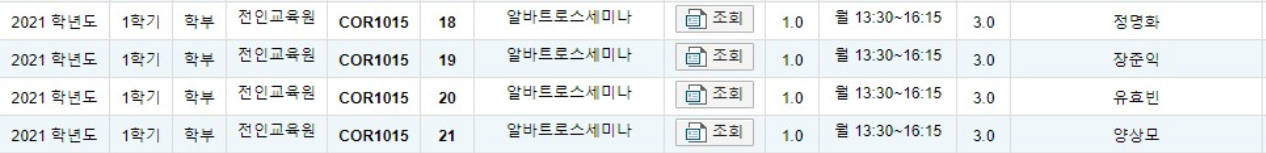 2021 학년도 1학기 학부 전인교육원 COR1015 18 알바트로스세미나 조회 1.0 월 13:30~16:15 3.0 정명화
2021 학년도 1학기 학부 전인교육원 COR1015 19 알바트로스세미나 조회 1.0 월 13:30~16:15 3.0 장준익
2021 학년도 1학기 학부 전인교육원 COR1015 20 알바트로스세미나 조회 1.0 월 13:30~16:15 3.0 유효빈
2021 학년도 1학기 학부 전인교육원 COR1015 21 알바트로스세미나 조회 1.0 월 13:30~16:15 3.0 양상모